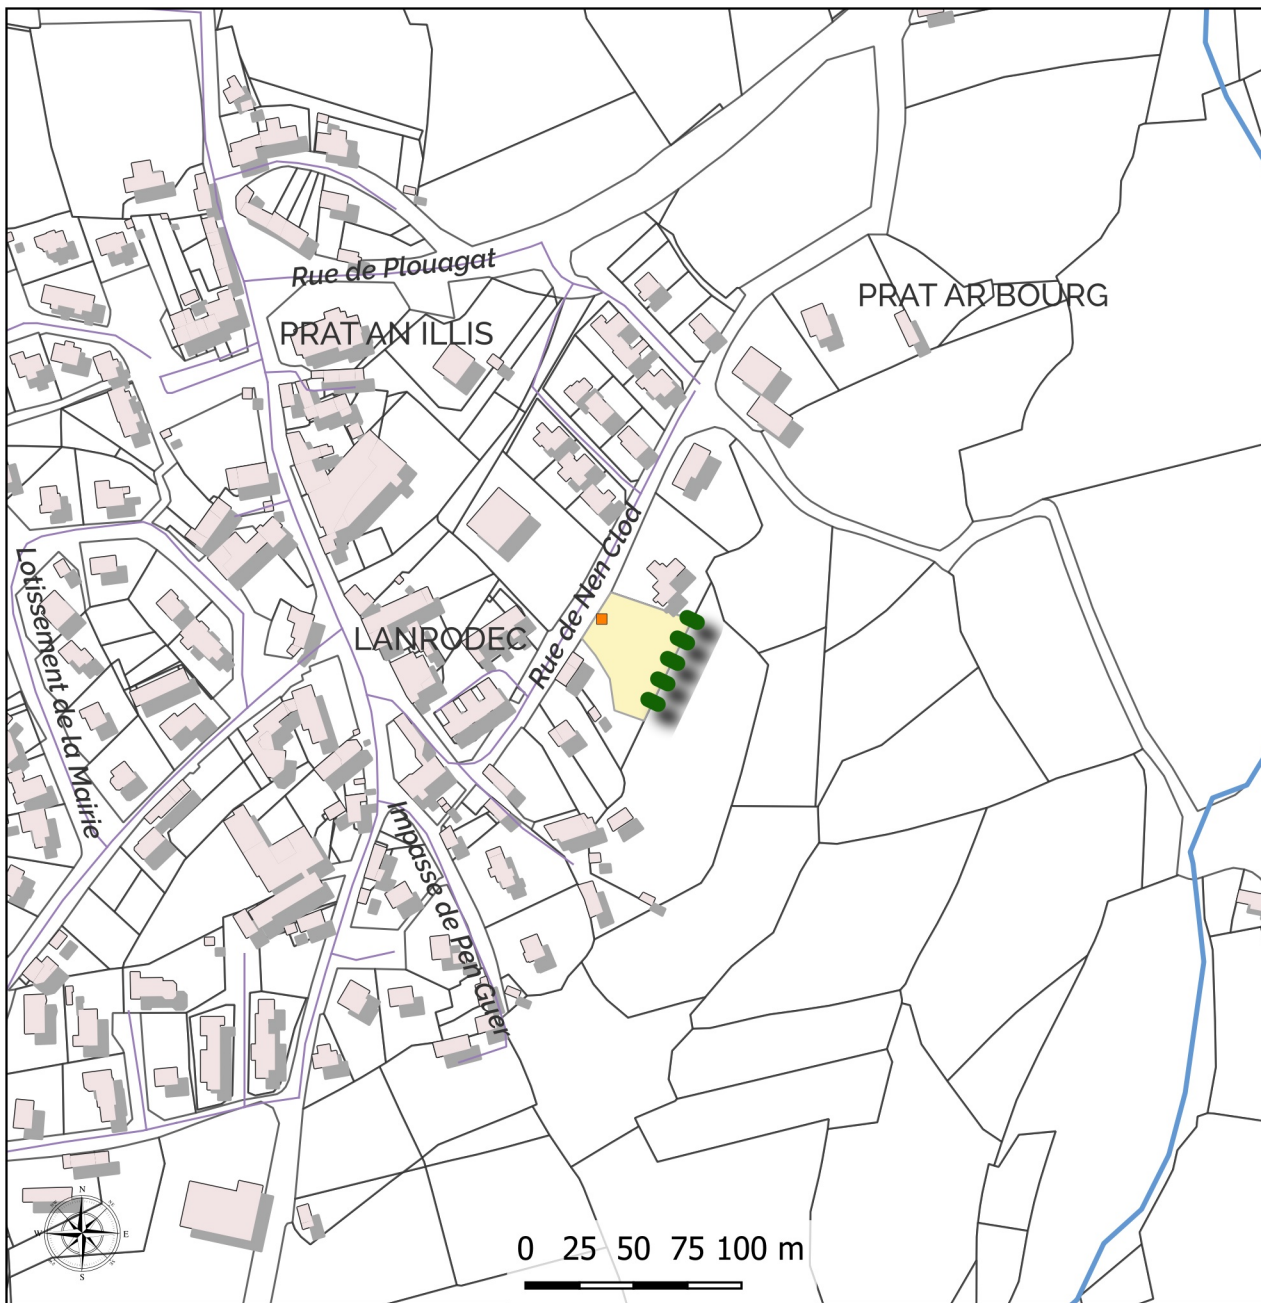 Rue de Plouagat
PRAT AR BOURG
PRAT AN ILLIS
Rue de Nen Clod
Lotissement de la Mairie
LANRODEC
Impasse de Pen Guer
N
W E
S
0 25 50 75 100 m